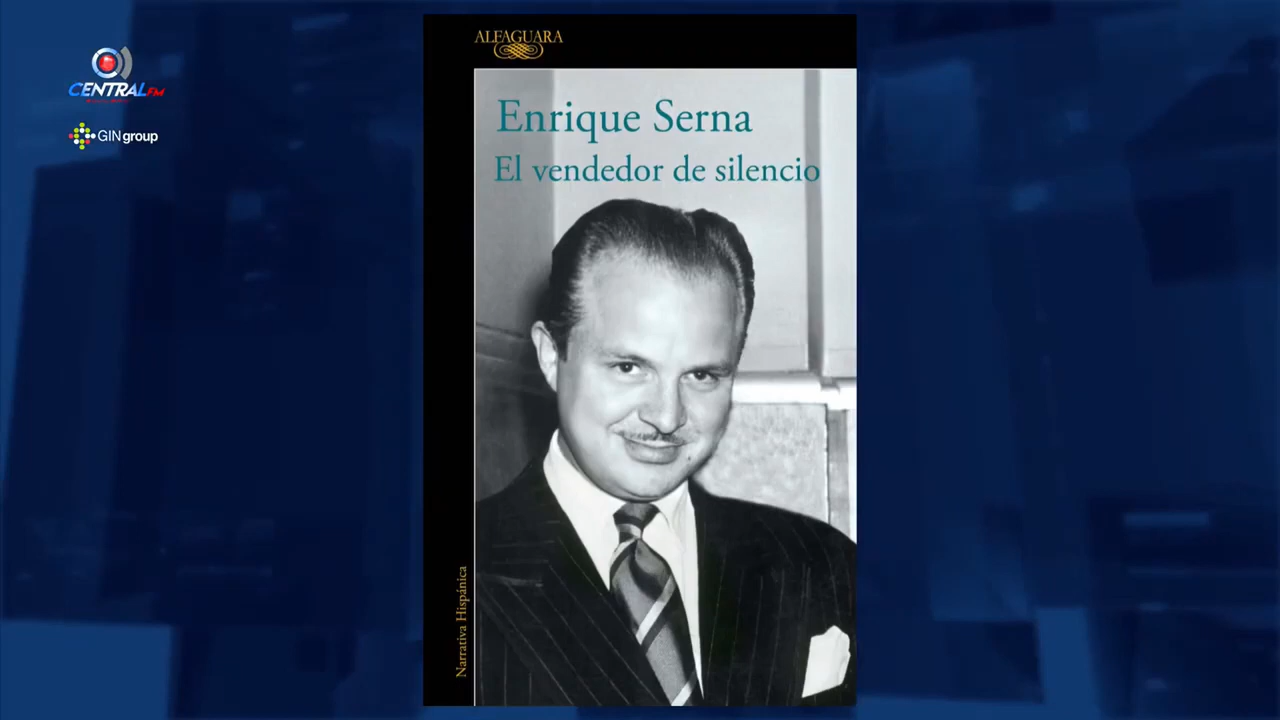 CENTRAL FM
GINgroup
ALFAGUARA
Enrique Serna
El vendedor de silencio
Narrativa Hispánica